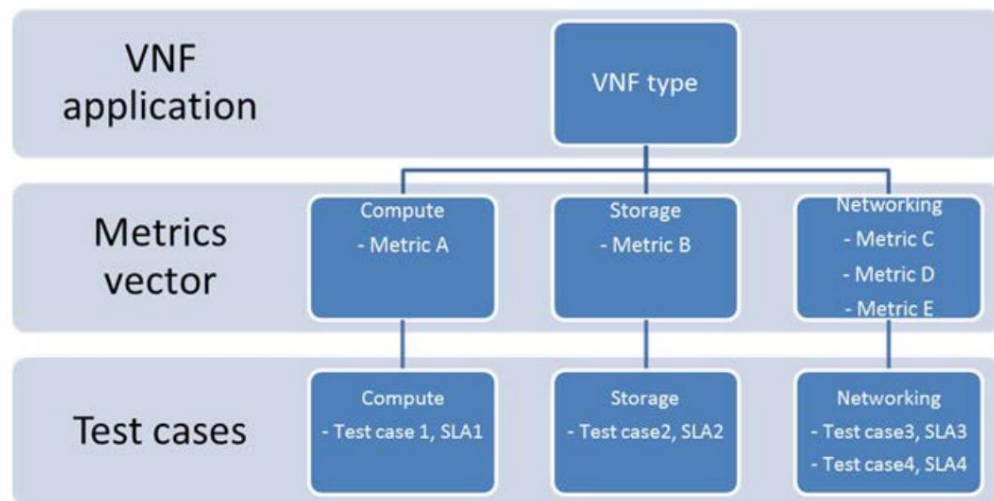 VNF
application
VNF type
Metrics
vector
Compute
- Metric A
Storage
- Metric B
Networking
- Metric C
- Metric D
- Metric E
Test cases
Compute
- Test case 1, SLA1
Storage
- Test case2, SLA2
Networking
- Test case3, SLA3
- Test case4, SLA4